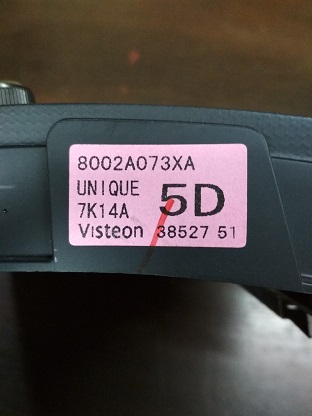 8002A073XA
UNIQUE
7K14A
5D
Visteon 38527 51